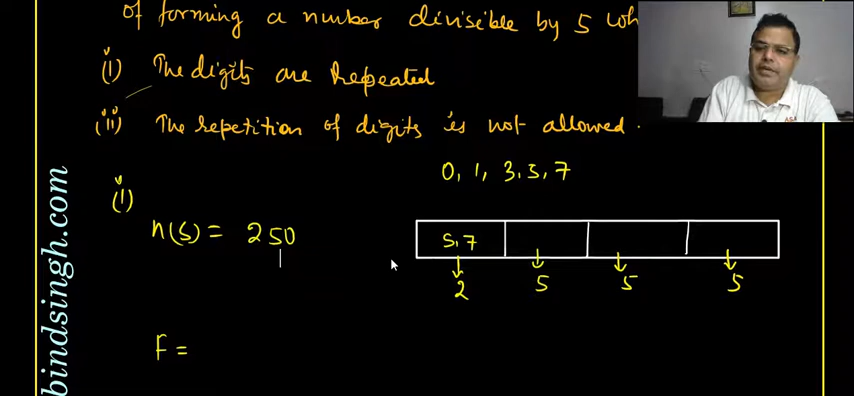 of forming a number divisible by 5 wh
(i) The digits are repeated
(ii) The repetition of digits is not allowed.
0, 1, 3, 5, 7
(i)
n(S) = 250
5,7
2 5 5 5
F =
bindsingh.com